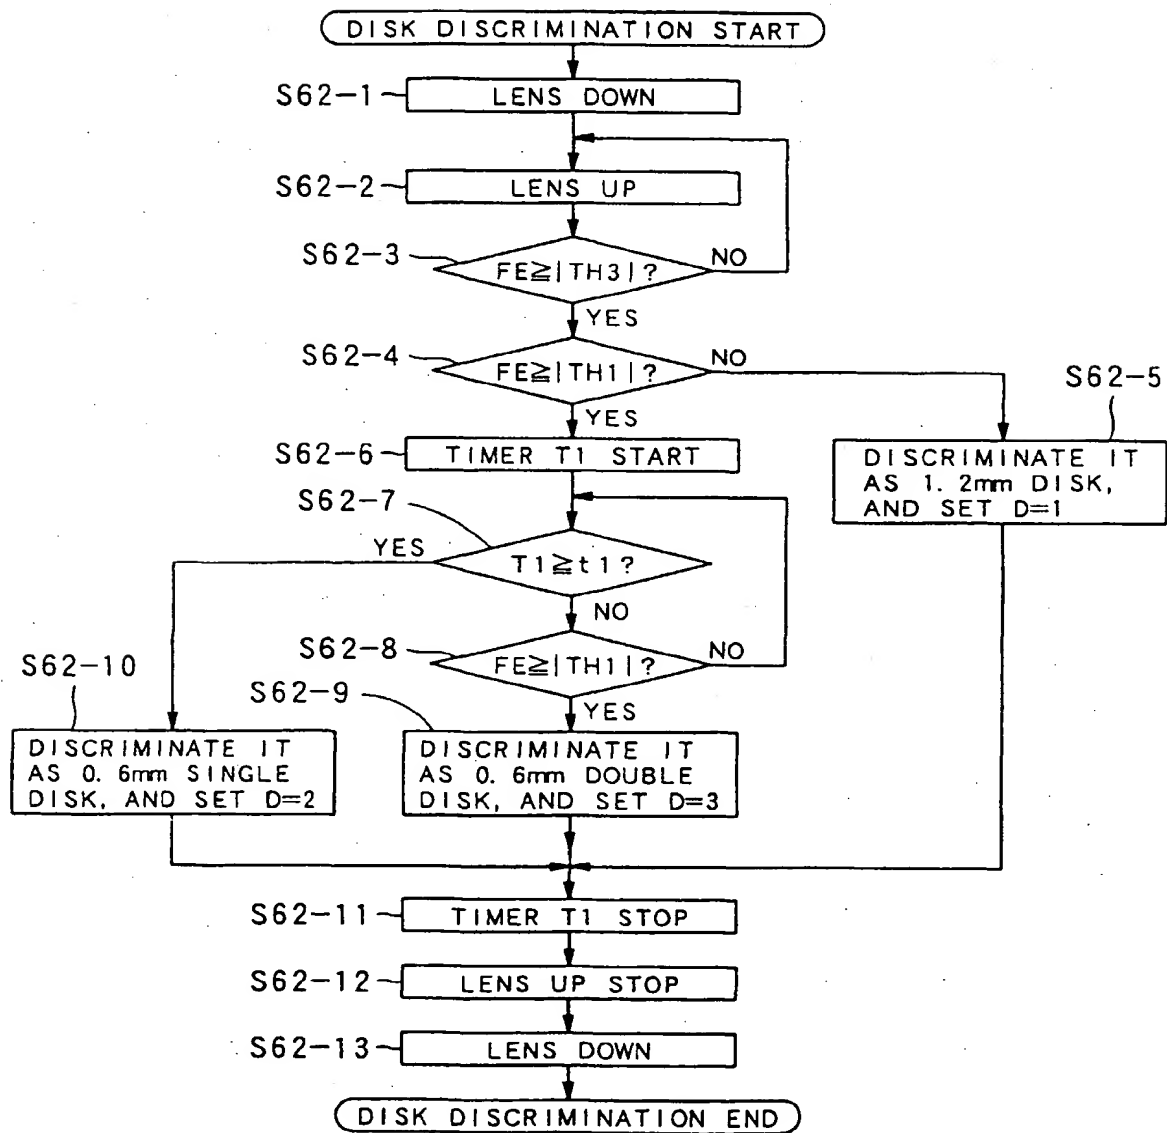 DISK DISCRIMINATION START
S62-1
LENS DOWN
S62-2
LENS UP
S62-3
FE≧|TH3|?
NO
YES
S62-4
FE≧|TH1|?
NO
YES
S62-5
DISCRIMINATE IT
AS 1. 2mm DISK,
AND SET D=1
S62-6
TIMER T1 START
S62-7
YES
T1≧t1?
NO
S62-8
FE≧|TH1|?
NO
YES
S62-10
DISCRIMINATE IT
AS 0. 6mm SINGLE
DISK, AND SET D=2
S62-9
DISCRIMINATE IT
AS 0. 6mm DOUBLE
DISK, AND SET D=3
S62-11
TIMER T1 STOP
S62-12
LENS UP STOP
S62-13
LENS DOWN
DISK DISCRIMINATION END